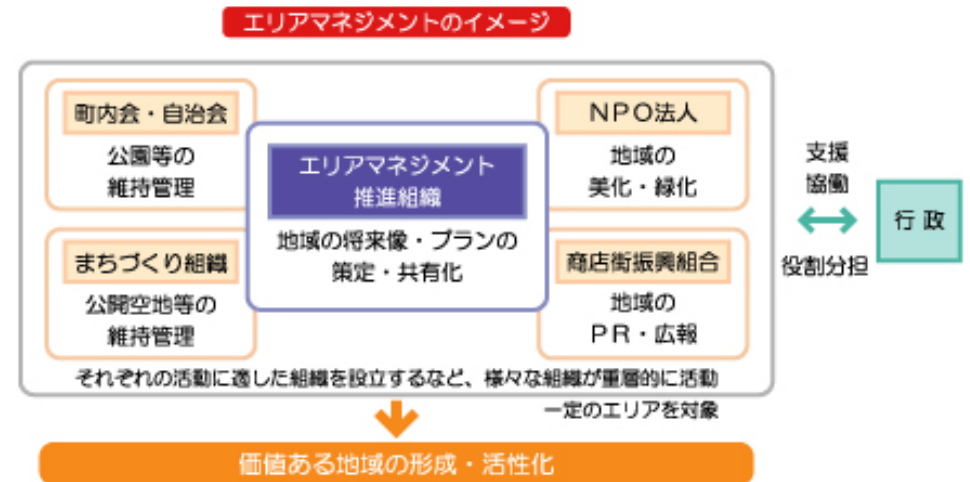 エリアマネジメントのイメージ
町内会・自治会
公園等の
維持管理
NPO法人
地域の
美化・緑化
エリアマネジメント
推進組織
地域の将来像・プランの
策定・共有化
まちづくり組織
公開空地等の
維持管理
商店街振興組合
地域の
PR・広報
それぞれの活動に適した組織を設立するなど、様々な組織が重層的に活動
一定のエリアを対象
支援
協働
役割分担
行政
価値ある地域の形成・活性化